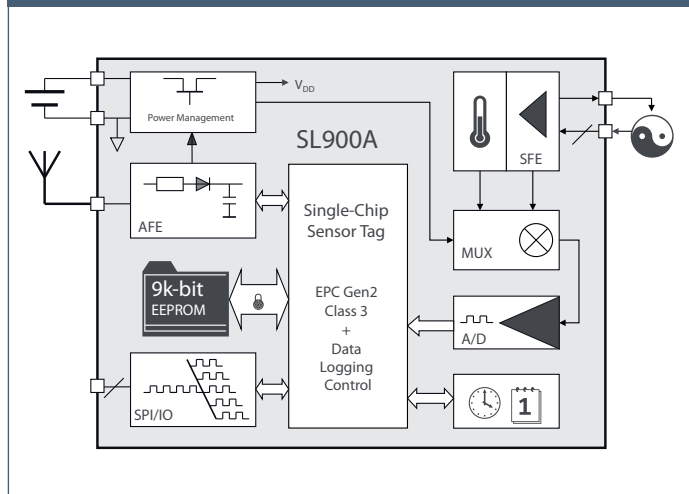 V_DD
Power Management
SL900A
SFE
AFE
Single-Chip
Sensor Tag
MUX
9k-bit
EEPROM
EPC Gen2
Class 3
+
Data
Logging
Control
A/D
SPI/IO
1